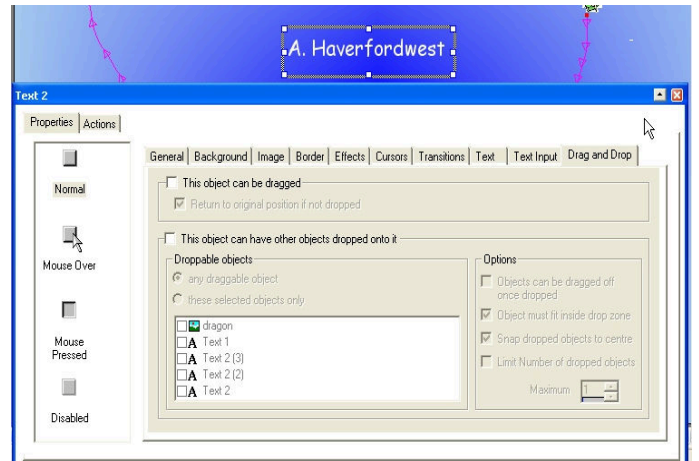 A. Haverfordwest
Text 2
Properties Actions
General Background Image Border Effects Cursors Transitions Text Text Input Drag and Drop
Normal
Mouse Over
Mouse
Pressed
Disabled
This object can be dragged
Return to original position if not dropped
This object can have other objects dropped onto it
Droppable objects
any draggable object
these selected objects only
dragon
A Text 1
A Text 2 (3)
A Text 2 (2)
A Text 2
Options
Objects can be dragged off
once dropped
Object must fit inside drop zone
Snap dropped objects to centre
Limit Number of dropped objects
Maximum 1